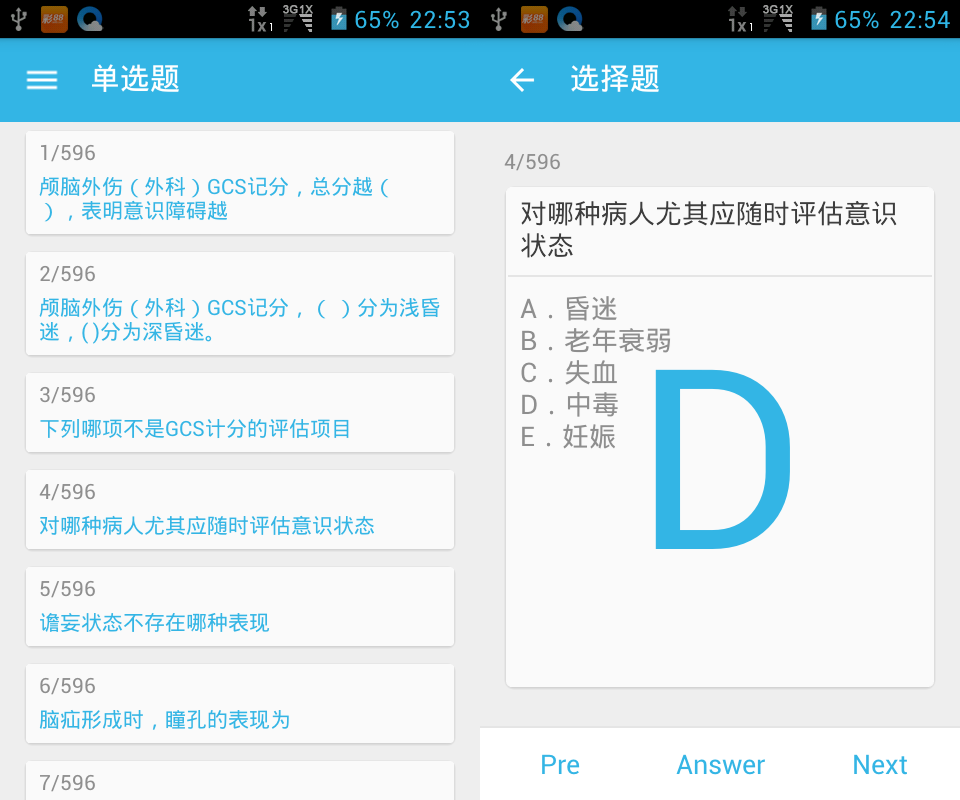 3G1X
1x1
65% 22:53
单选题
1/596
颅脑外伤（外科）GCS记分，总分越（
），表明意识障碍越
2/596
颅脑外伤（外科）GCS记分，（ ）分为浅昏
迷，()分为深昏迷。
3/596
下列哪项不是GCS计分的评估项目
4/596
对哪种病人尤其应随时评估意识状态
5/596
谵妄状态不存在哪种表现
6/596
脑疝形成时，瞳孔的表现为
7/596
3G1X
1x1
65% 22:54
选择题
4/596
对哪种病人尤其应随时评估意识
状态
A．昏迷
B．老年衰弱
C．失血
D．中毒
E．妊娠
D
Pre Answer Next